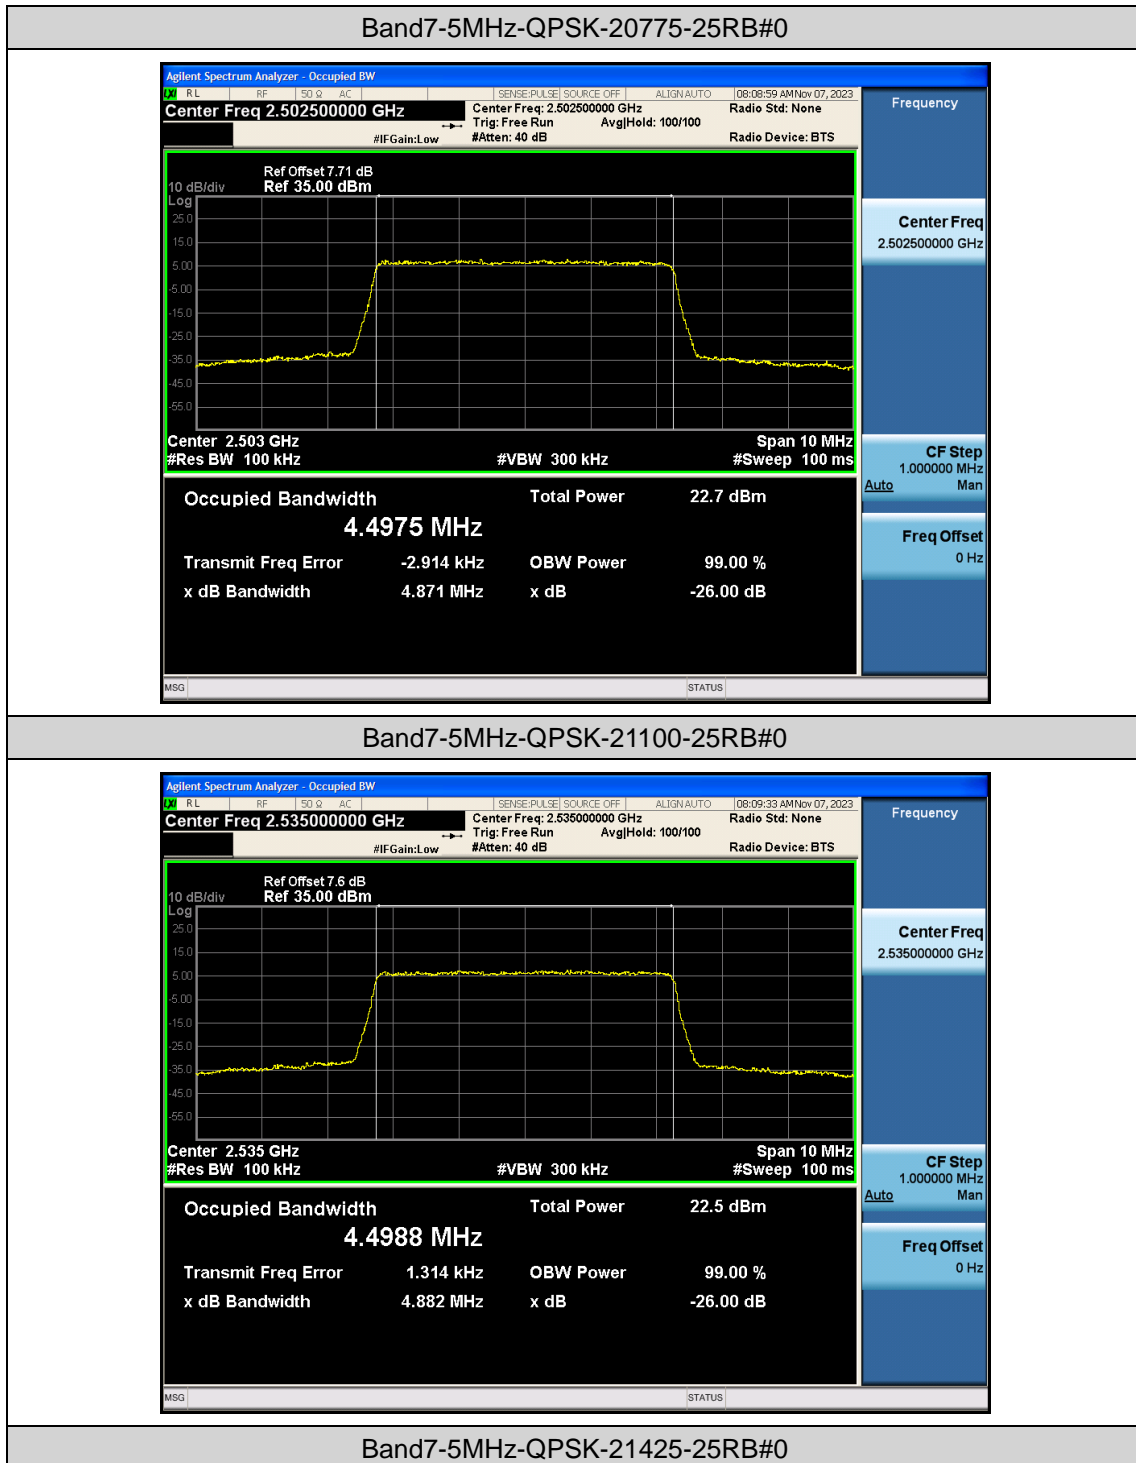 Band7-5MHz-QPSK-20775-25RB#0
Agilent Spectrum Analyzer - Occupied BW
LXI RL RF 50 Ω AC SENSE:PULSE SOURCE OFF ALIGN AUTO 08:08:59 AM Nov 07, 2023
Center Freq 2.502500000 GHz Center Freq: 2.502500000 GHz Radio Std: None Frequency
Trig: Free Run Avg|Hold: 100/100
#IFGain:Low #Atten: 40 dB Radio Device: BTS
Ref Offset 7.71 dB
10 dB/div Ref 35.00 dBm
Log
25.0
15.0
5.00
-5.00
-15.0
-25.0
-35.0
-45.0
-55.0
Center Freq
2.502500000 GHz
Center 2.503 GHz Span 10 MHz
#Res BW 100 kHz #VBW 300 kHz #Sweep 100 ms
CF Step
1.000000 MHz
Auto Man
Occupied Bandwidth Total Power 22.7 dBm
4.4975 MHz
Transmit Freq Error -2.914 kHz OBW Power 99.00 %
x dB Bandwidth 4.871 MHz x dB -26.00 dB
Freq Offset
0 Hz
MSG STATUS
Band7-5MHz-QPSK-21100-25RB#0
Agilent Spectrum Analyzer - Occupied BW
LXI RL RF 50 Ω AC SENSE:PULSE SOURCE OFF ALIGN AUTO 08:09:33 AM Nov 07, 2023
Center Freq 2.535000000 GHz Center Freq: 2.535000000 GHz Radio Std: None Frequency
Trig: Free Run Avg|Hold: 100/100
#IFGain:Low #Atten: 40 dB Radio Device: BTS
Ref Offset 7.6 dB
10 dB/div Ref 35.00 dBm
Log
25.0
15.0
5.00
-5.00
-15.0
-25.0
-35.0
-45.0
-55.0
Center Freq
2.535000000 GHz
Center 2.535 GHz Span 10 MHz
#Res BW 100 kHz #VBW 300 kHz #Sweep 100 ms
CF Step
1.000000 MHz
Auto Man
Occupied Bandwidth Total Power 22.5 dBm
4.4988 MHz
Transmit Freq Error 1.314 kHz OBW Power 99.00 %
x dB Bandwidth 4.882 MHz x dB -26.00 dB
Freq Offset
0 Hz
MSG STATUS
Band7-5MHz-QPSK-21425-25RB#0